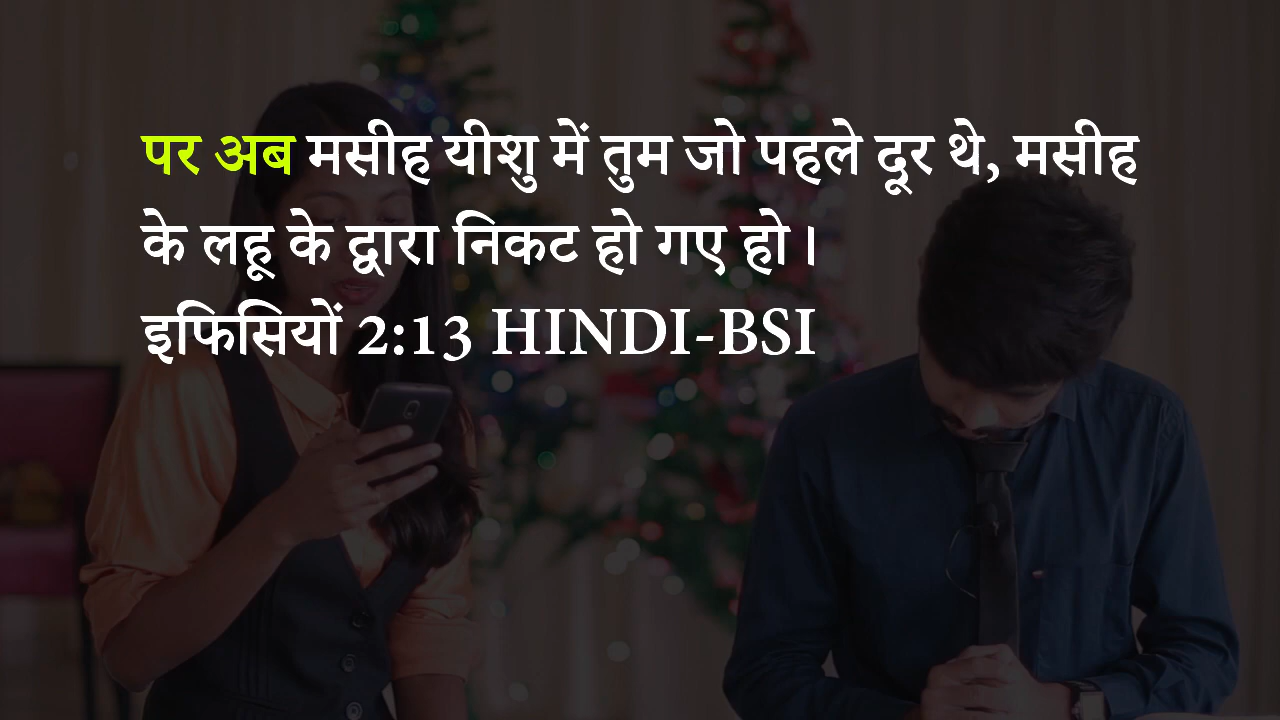 पर अब मसीह यीशु में तुम जो पहले दूर थे, मसीह
के लहू के द्वारा निकट हो गए हो।
इफिसियों 2:13 HINDI-BSI